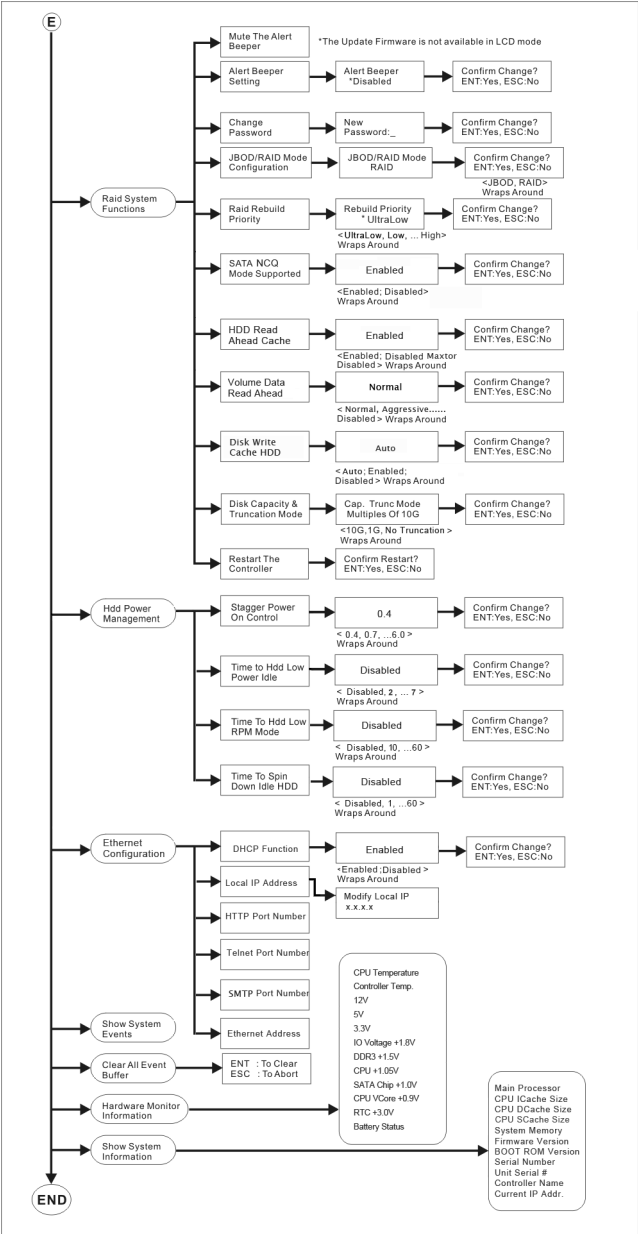 E
Mute The Alert
Beeper
*The Update Firmware is not available in LCD mode
Alert Beeper
Setting
Alert Beeper
*Disabled
Confirm Change?
ENT:Yes, ESC:No
Change
Password
New
Password:_
Confirm Change?
ENT:Yes, ESC:No
JBOD/RAID Mode
Configuration
JBOD/RAID Mode
RAID
Confirm Change?
ENT:Yes, ESC:No
<JBOD, RAID>
Wraps Around
Raid System
Functions
Raid Rebuild
Priority
Rebuild Priority
* UltraLow
Confirm Change?
ENT:Yes, ESC:No
<UltraLow, Low, ... High>
Wraps Around
SATA NCQ
Mode Supported
Enabled
Confirm Change?
ENT:Yes, ESC:No
<Enabled; Disabled>
Wraps Around
HDD Read
Ahead Cache
Enabled
Confirm Change?
ENT:Yes, ESC:No
<Enabled; Disabled Maxtor
Disabled > Wraps Around
Volume Data
Read Ahead
Normal
Confirm Change?
ENT:Yes, ESC:No
< Normal, Aggressive......
Disabled > Wraps Around
Disk Write
Cache HDD
Auto
Confirm Change?
ENT:Yes, ESC:No
< Auto; Enabled;
Disabled > Wraps Around
Disk Capacity &
Truncation Mode
Cap. Trunc Mode
Multiples Of 10G
Confirm Change?
ENT:Yes, ESC:No
<10G,1G, No Truncation >
Wraps Around
Restart The
Controller
Confirm Restart?
ENT:Yes, ESC:No
Hdd Power
Management
Stagger Power
On Control
0.4
Confirm Change?
ENT:Yes, ESC:No
< 0.4, 0.7, ...6.0 >
Wraps Around
Time to Hdd Low
Power Idle
Disabled
Confirm Change?
ENT:Yes, ESC:No
< Disabled, 2, ... 7 >
Wraps Around
Time To Hdd Low
RPM Mode
Disabled
Confirm Change?
ENT:Yes, ESC:No
< Disabled, 10, ...60 >
Wraps Around
Time To Spin
Down Idle HDD
Disabled
Confirm Change?
ENT:Yes, ESC:No
< Disabled, 1, ...60 >
Wraps Around
Ethernet
Configuration
DHCP Function
Enabled
Confirm Change?
ENT:Yes, ESC:No
<Enabled;Disabled >
Wraps Around
Local IP Address
Modify Local IP
x.x.x.x
HTTP Port Number
Telnet Port Number
SMTP Port Number
Ethernet Address
Show System
Events
Clear All Event
Buffer
ENT : To Clear
ESC : To Abort
Hardware Monitor
Information
CPU Temperature
Controller Temp.
12V
5V
3.3V
IO Voltage +1.8V
DDR3 +1.5V
CPU +1.05V
SATA Chip +1.0V
CPU VCore +0.9V
RTC +3.0V
Battery Status
Show System
Information
Main Processor
CPU ICache Size
CPU DCache Size
CPU SCache Size
System Memory
Firmware Version
BOOT ROM Version
Serial Number
Unit Serial #
Controller Name
Current IP Addr.
END